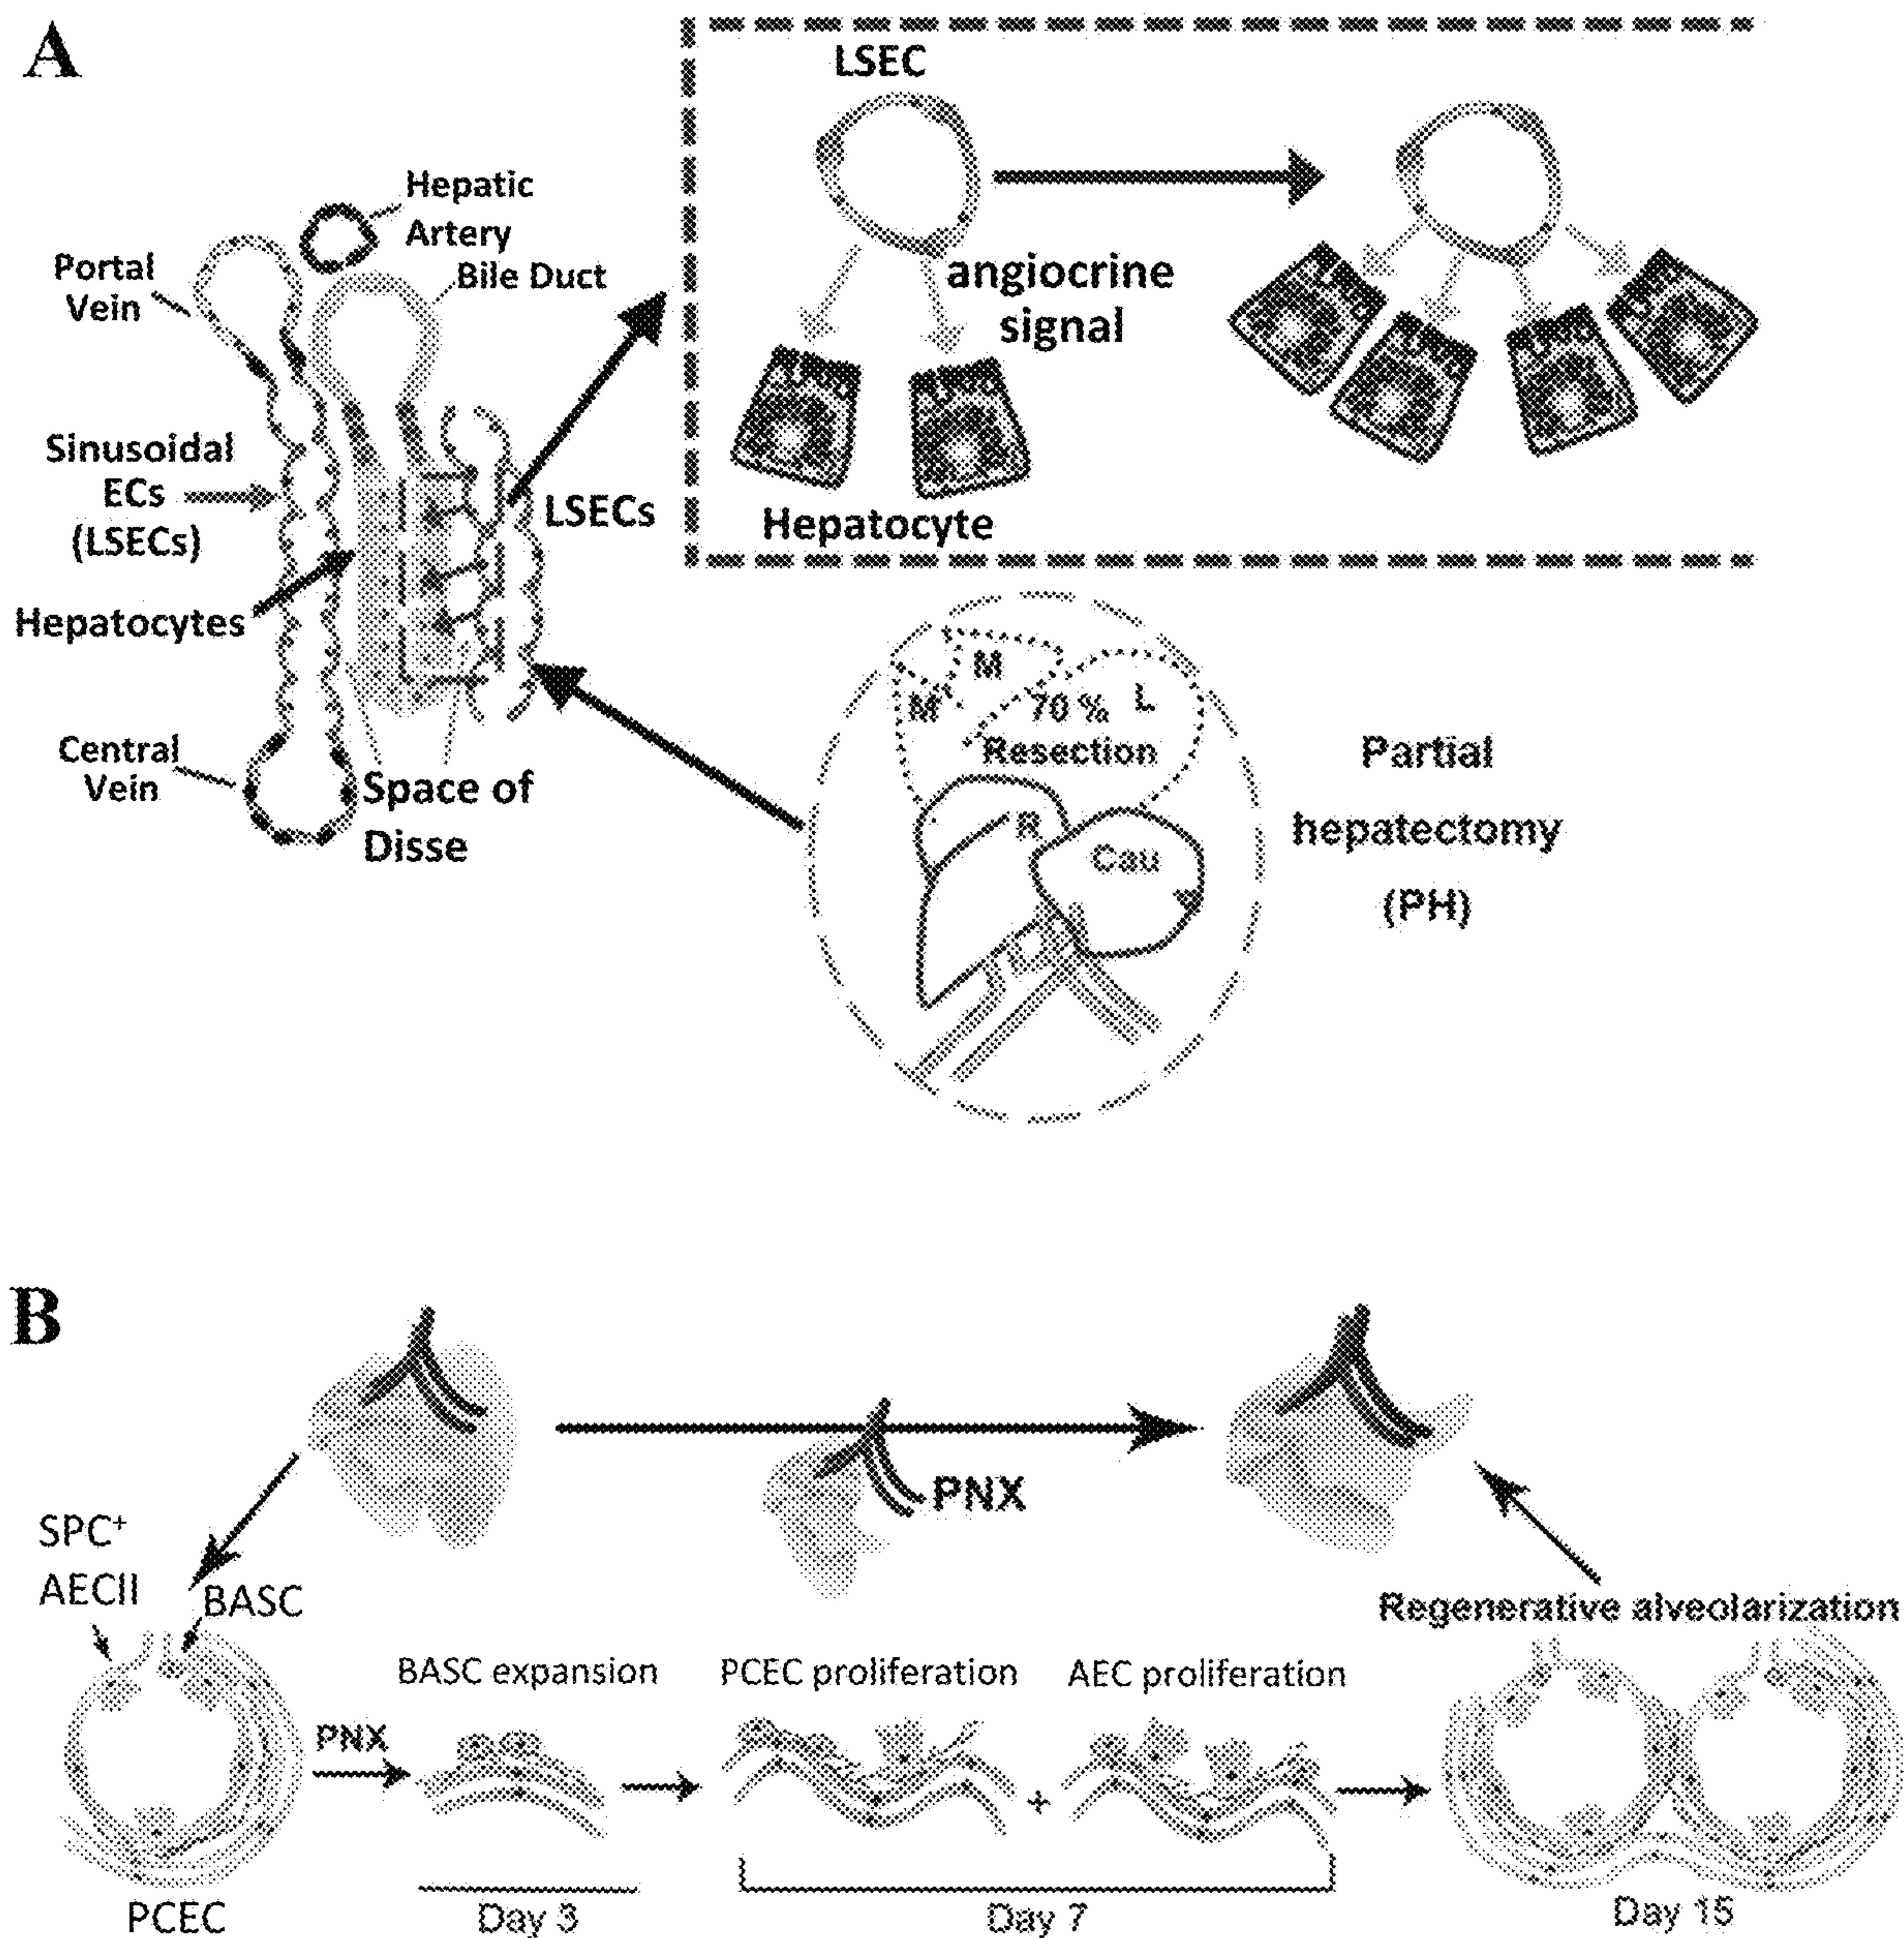 A
LSEC
Hepatic
Artery
Portal
Vein
Bile Duct
angiocrine
signal
Sinusoidal
ECs
(LSECs)
LSECs
Hepatocyte
Hepatocytes
M
M
70 %
L
Resection
Partial
hepatectomy
(PH)
Central
Vein
Space of
Disse
R
Cau
B
PNX
SPC+
AECII
BASC
Regenerative alveolarization
BASC expansion
PCEC proliferation
AEC proliferation
PNX
+
PCEC
Day 3
Day 7
Day 15